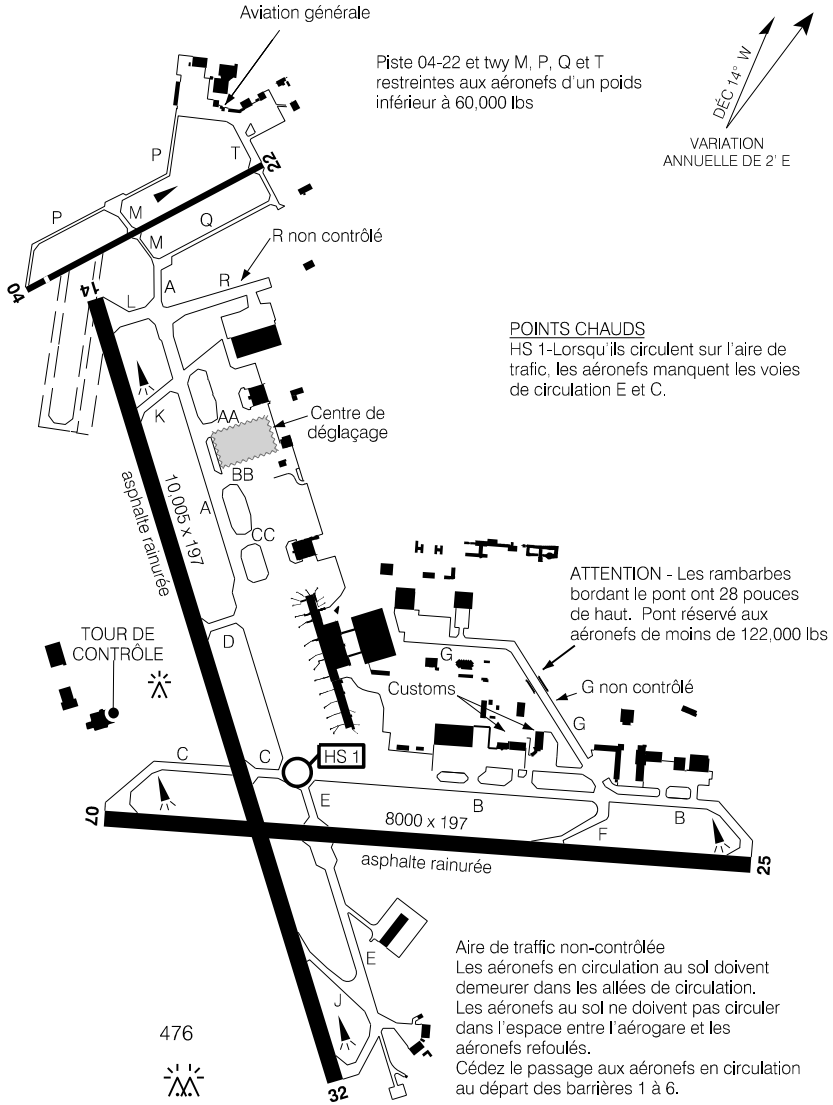 Aviation générale
Piste 04-22 et twy M, P, Q et T
restreintes aux aéronefs d'un poids
inférieur à 60,000 lbs
DÉC 14° W
VARIATION
ANNUELLE DE 2' E
P
T
22
P
M
Q
M
R non contrôlé
04
14
L
A
R
POINTS CHAUDS
HS 1-Lorsqu'ils circulent sur l'aire de
trafic, les aéronefs manquent les voies
de circulation E et C.
K
AA
Centre de
déglaçage
BB
A
10,005 x 197
asphalte rainurée
CC
ATTENTION - Les rambarbes
bordant le pont ont 28 pouces
de haut. Pont réservé aux
aéronefs de moins de 122,000 lbs
TOUR DE
CONTRÔLE
D
G
Customs
G non contrôlé
G
C
C
HS 1
E
B
B
07
8000 x 197
F
asphalte rainurée
25
E
Aire de traffic non-contrôlée
Les aéronefs en circulation au sol doivent
demeurer dans les allées de circulation.
Les aéronefs au sol ne doivent pas circuler
dans l'espace entre l'aérogare et les
aéronefs refoulés.
Cédez le passage aux aéronefs en circulation
au départ des barrières 1 à 6.
J
476
32